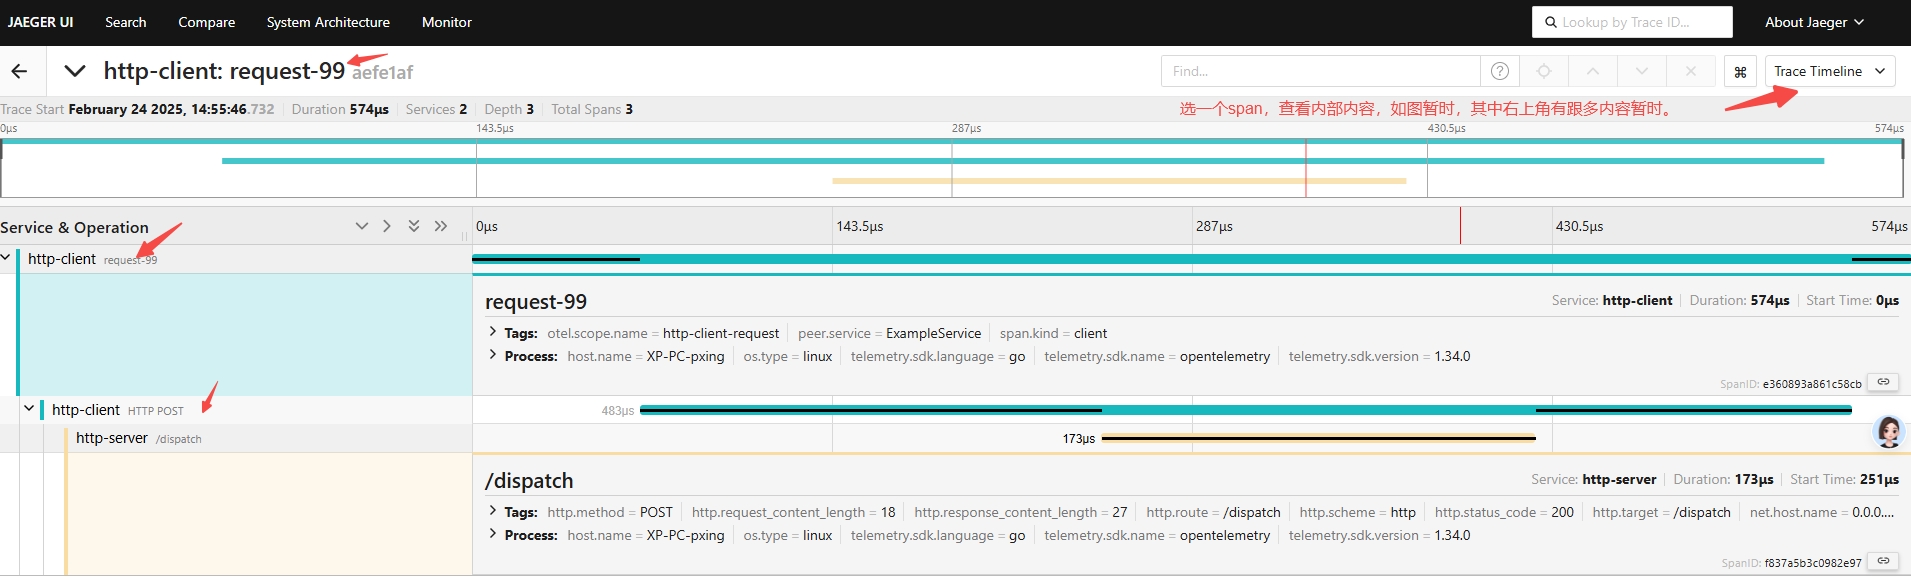 JAEGER UI Search Compare System Architecture Monitor Lookup by Trace ID... About Jaeger
http-client: request-99 aefe1af Find... ? ⌘ Trace Timeline
Trace Start February 24 2025, 14:55:46.732 Duration 574μs Services 2 Depth 3 Total Spans 3
选一个span，查看内部内容，如图暂时，其中右上角有跟多内容暂时。
0μs 143.5μs 287μs 430.5μs 574μs
Service & Operation 0μs 143.5μs 287μs 430.5μs 574μs
http-client request-99
request-99 Service: http-client Duration: 574μs Start Time: 0μs
Tags: otel.scope.name = http-client-request peer.service = ExampleService span.kind = client
Process: host.name = XP-PC-pxing os.type = linux telemetry.sdk.language = go telemetry.sdk.name = opentelemetry telemetry.sdk.version = 1.34.0
SpanID: e360893a861c58cb
http-client HTTP POST 483μs
http-server /dispatch 173μs
/dispatch Service: http-server Duration: 173μs Start Time: 251μs
Tags: http.method = POST http.request_content_length = 18 http.response_content_length = 27 http.route = /dispatch http.scheme = http http.status_code = 200 http.target = /dispatch net.host.name = 0.0.0....
Process: host.name = XP-PC-pxing os.type = linux telemetry.sdk.language = go telemetry.sdk.name = opentelemetry telemetry.sdk.version = 1.34.0
SpanID: f837a5b3c0982e97